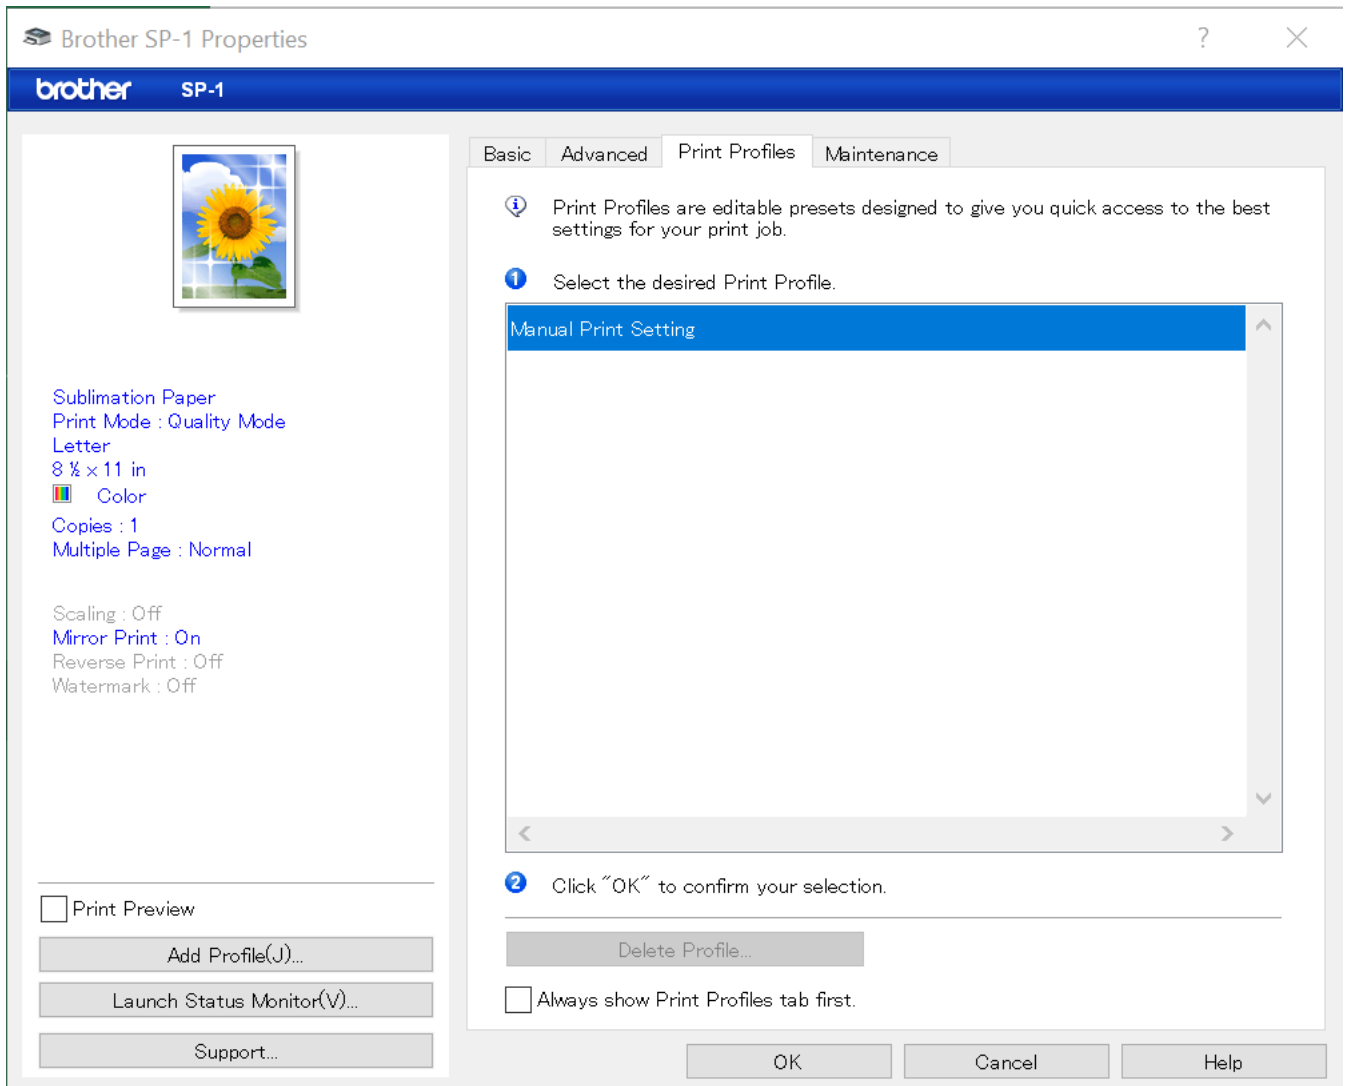 Brother SP-1 Properties
brother SP-1
Basic Advanced Print Profiles Maintenance
Print Profiles are editable presets designed to give you quick access to the best
settings for your print job.
1 Select the desired Print Profile.
Manual Print Setting
Sublimation Paper
Print Mode : Quality Mode
Letter
8 ½ × 11 in
Color
Copies : 1
Multiple Page : Normal
Scaling : Off
Mirror Print : On
Reverse Print : Off
Watermark : Off
2 Click "OK" to confirm your selection.
Print Preview
Add Profile(J)...
Launch Status Monitor(V)...
Support...
Delete Profile...
Always show Print Profiles tab first.
OK Cancel Help